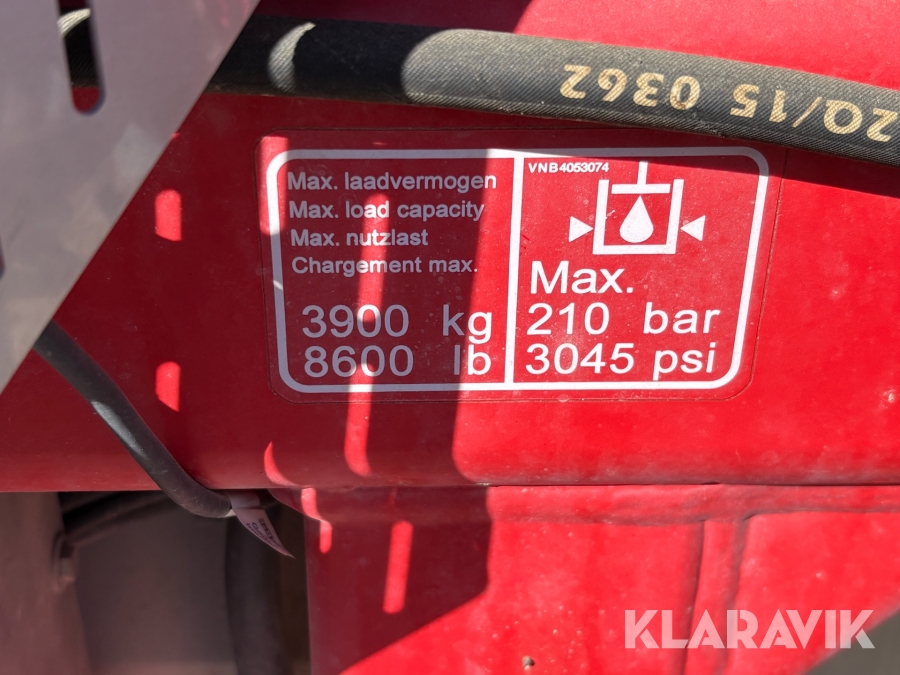 2Q/15 0362
Max. laadvermogen
Max. load capacity
Max. nutzlast
Chargement max.
3900 kg
8600 lb
VNB4053074
Max.
210 bar
3045 psi
KLARAVIK